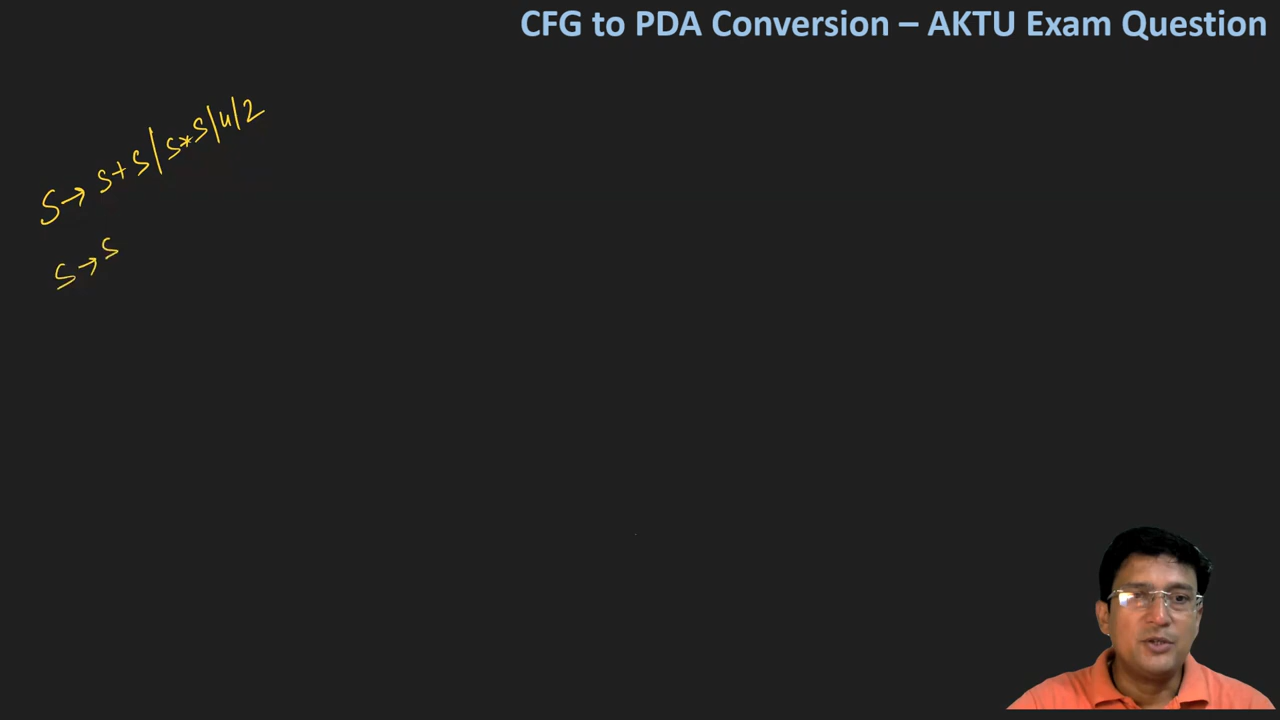 CFG to PDA Conversion – AKTU Exam Question
S→ S+S/S*S/4/2
S→S